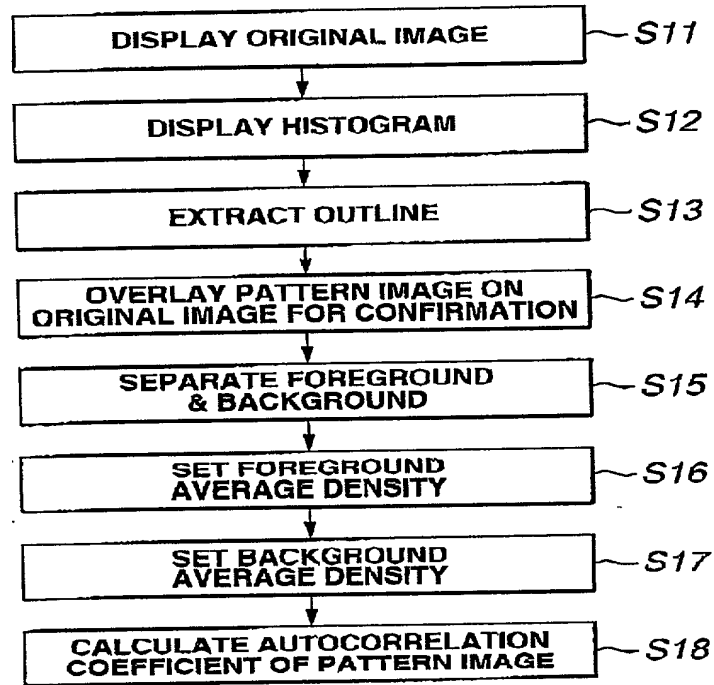 DISPLAY ORIGINAL IMAGE S11
DISPLAY HISTOGRAM S12
EXTRACT OUTLINE S13
OVERLAY PATTERN IMAGE ON
ORIGINAL IMAGE FOR CONFIRMATION S14
SEPARATE FOREGROUND
& BACKGROUND S15
SET FOREGROUND
AVERAGE DENSITY S16
SET BACKGROUND
AVERAGE DENSITY S17
CALCULATE AUTOCORRELATION
COEFFICIENT OF PATTERN IMAGE S18